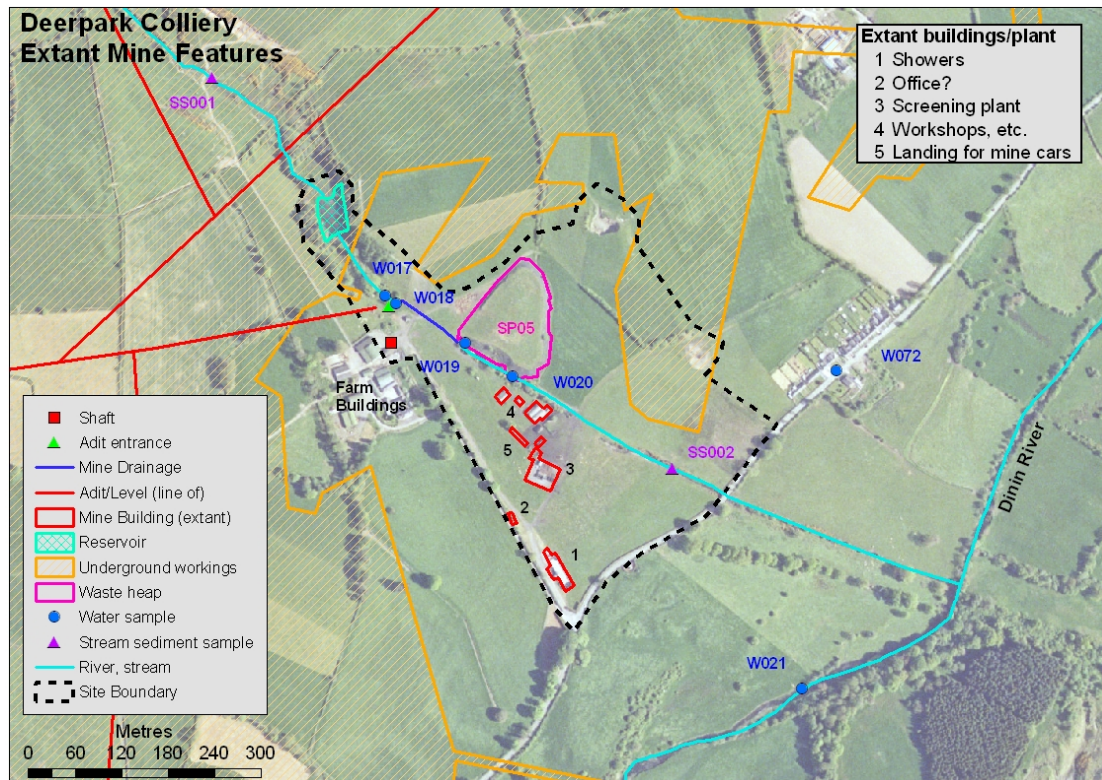 Deerpark Colliery
Extant Mine Features
Extant buildings/plant
1 Showers
2 Office?
3 Screening plant
4 Workshops, etc.
5 Landing for mine cars
SS001
W017
W018
SP05
W019
W020
W072
Farm
Buildings
4
5
3
SS002
2
1
Dinin River
W021
Shaft
Adit entrance
Mine Drainage
Adit/Level (line of)
Mine Building (extant)
Reservoir
Underground workings
Waste heap
Water sample
Stream sediment sample
River, stream
Site Boundary
Metres
0 60 120 180 240 300